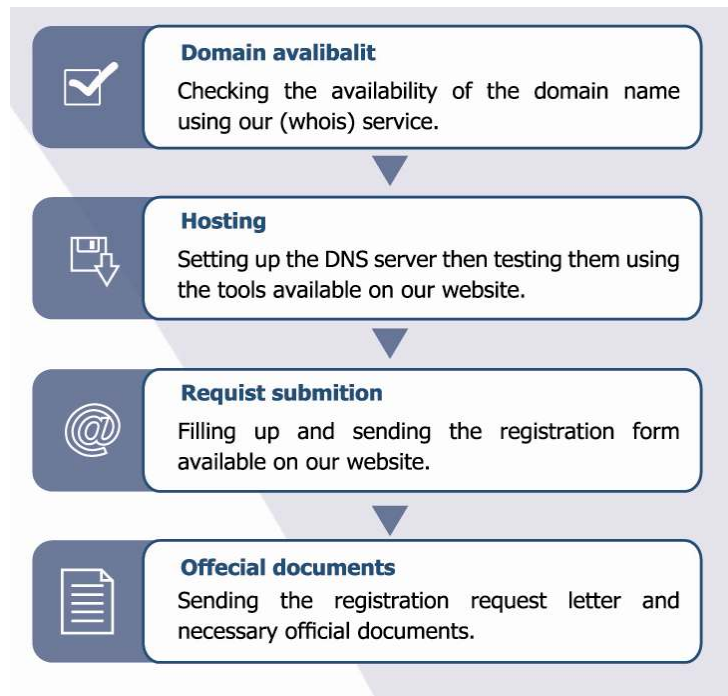 Domain avalibalit
Checking the availability of the domain name
using our (whois) service.
Hosting
Setting up the DNS server then testing them using
the tools available on our website.
Requist submition
Filling up and sending the registration form
available on our website.
Offecial documents
Sending the registration request letter and
necessary official documents.